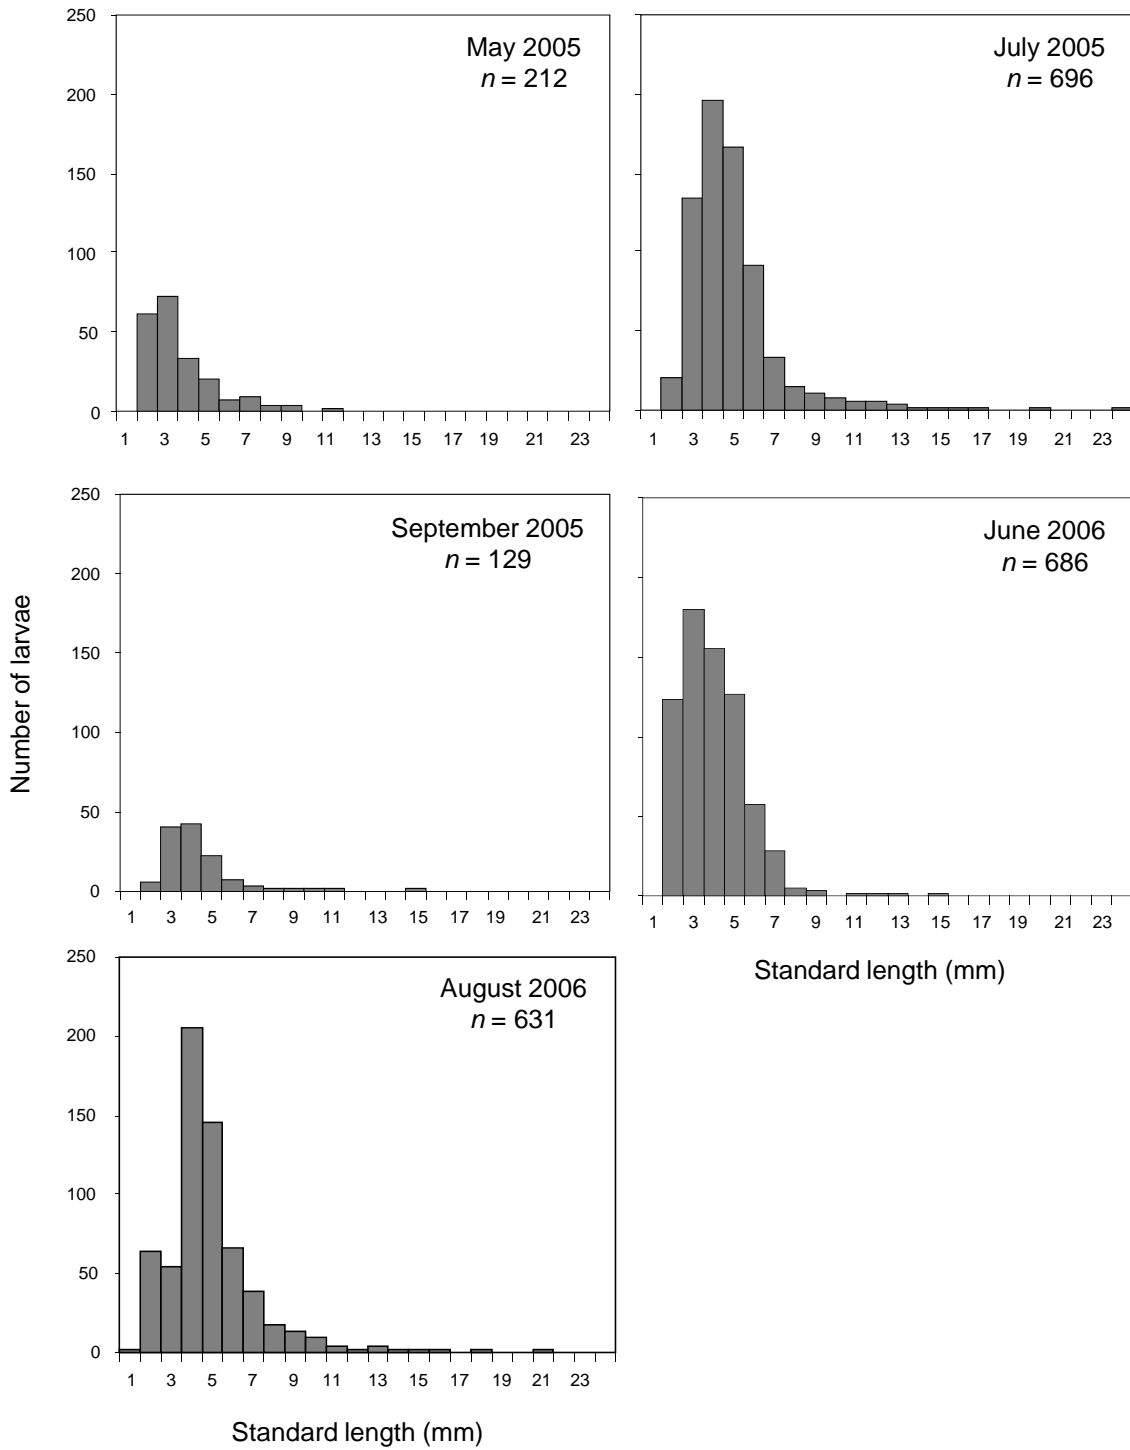 250
200
150
100
50
0
May 2005
n = 212
1 3 5 7 9 11 13 15 17 19 21 23
July 2005
n = 696
1 3 5 7 9 11 13 15 17 19 21 23
Number of larvae
250
200
150
100
50
0
September 2005
n = 129
1 3 5 7 9 11 13 15 17 19 21 23
June 2006
n = 686
1 3 5 7 9 11 13 15 17 19 21 23
Standard length (mm)
250
200
150
100
50
0
August 2006
n = 631
1 3 5 7 9 11 13 15 17 19 21 23
Standard length (mm)